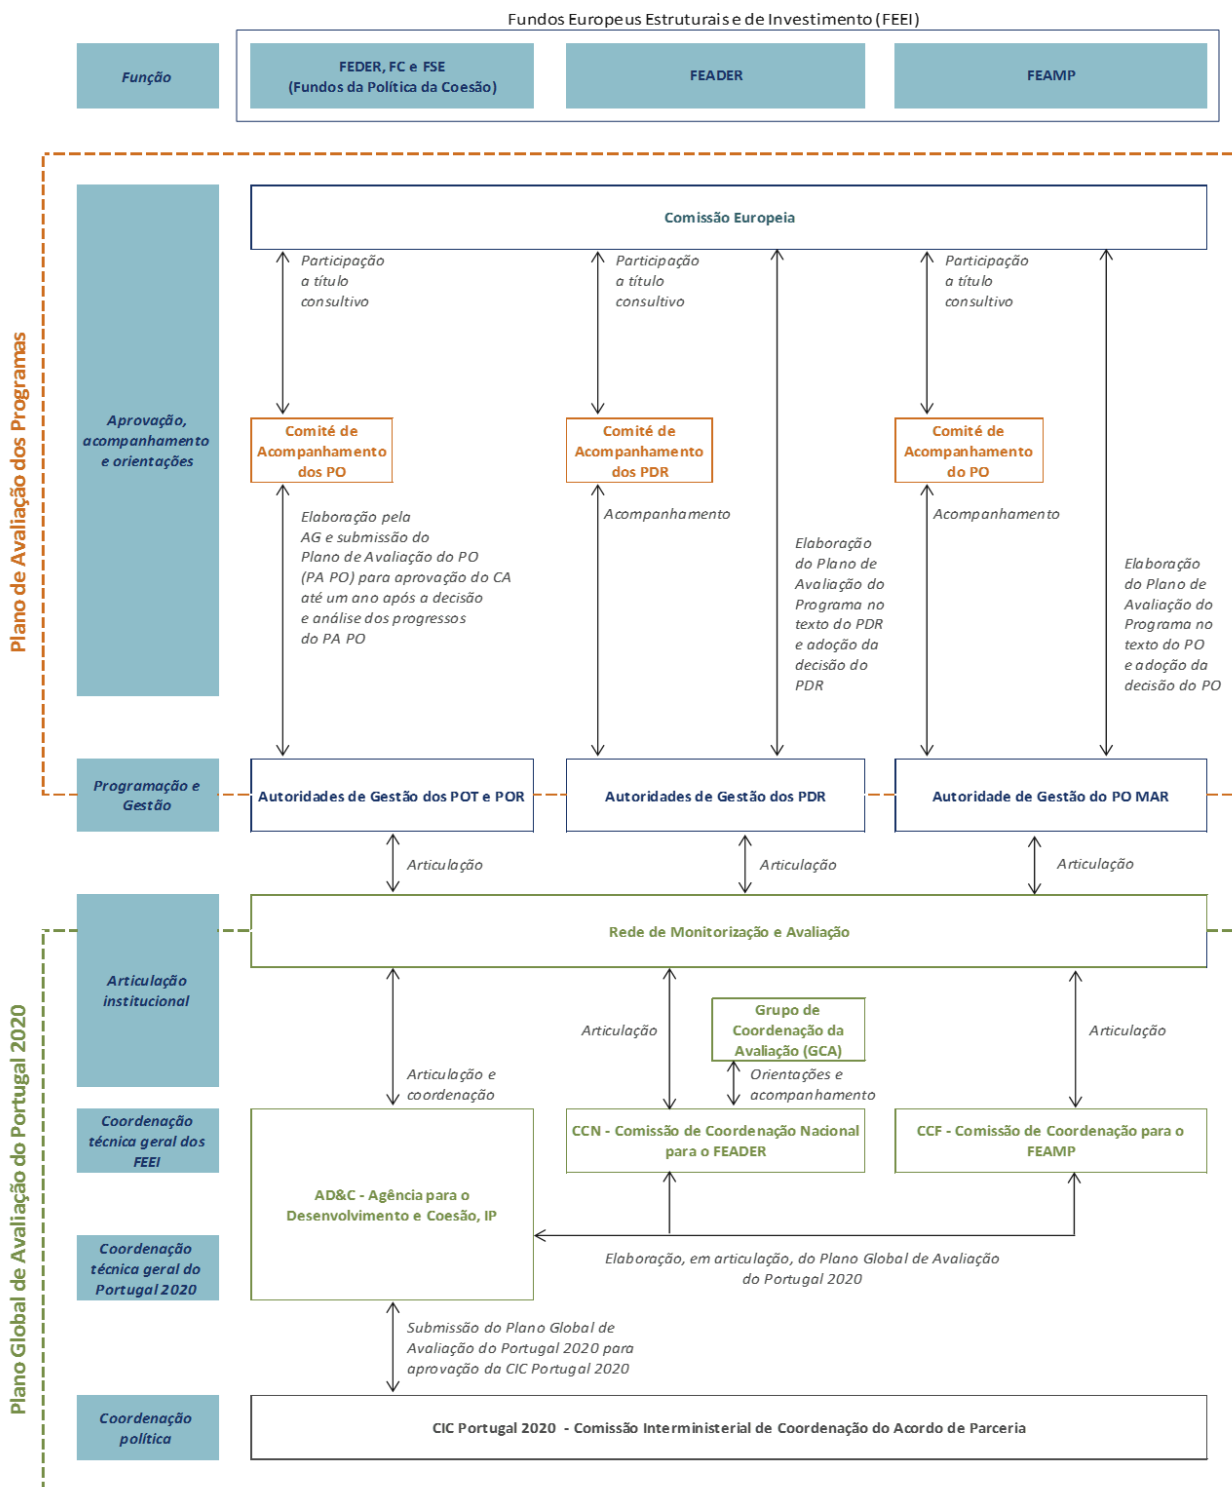 Fundos Europeus Estruturais e de Investimento (FEEI)
Função
FEDER, FC e FSE
(Fundos da Política da Coesão)
FEADER
FEAMP
Plano de Avaliação dos Programas
Aprovação,
acompanhamento
e orientações
Comissão Europeia
Participação
a título
consultivo
Participação
a título
consultivo
Participação
a título
consultivo
Comité de
Acompanhamento
dos PO
Comité de
Acompanhamento
dos PDR
Comité de
Acompanhamento
do PO
Elaboração pela
AG e submissão do
Plano de Avaliação do PO
(PA PO) para aprovação do CA
até um ano após a decisão
e análise dos progressos
do PA PO
Acompanhamento
Elaboração
do Plano de
Avaliação do
Programa no
texto do PDR
e adoção da
decisão do
PDR
Acompanhamento
Elaboração
do Plano de
Avaliação do
Programa no
texto do PO
e adoção da
decisão do PO
Programação e
Gestão
Autoridades de Gestão dos POT e POR
Autoridades de Gestão dos PDR
Autoridade de Gestão do PO MAR
Articulação
Articulação
Articulação
Plano Global de Avaliação do Portugal 2020
Articulação
institucional
Rede de Monitorização e Avaliação
Articulação e
coordenação
Articulação
Grupo de
Coordenação da
Avaliação (GCA)
Orientações e
acompanhamento
Articulação
Coordenação
técnica geral dos
FEEI
AD&C - Agência para o
Desenvolvimento e Coesão, IP
CCN - Comissão de Coordenação Nacional
para o FEADER
CCF - Comissão de Coordenação para o
FEAMP
Coordenação
técnica geral do
Portugal 2020
Elaboração, em articulação, do Plano Global de Avaliação
do Portugal 2020
Submissão do Plano Global de
Avaliação do Portugal 2020 para
aprovação da CIC Portugal 2020
Coordenação
política
CIC Portugal 2020 - Comissão Interministerial de Coordenação do Acordo de Parceria